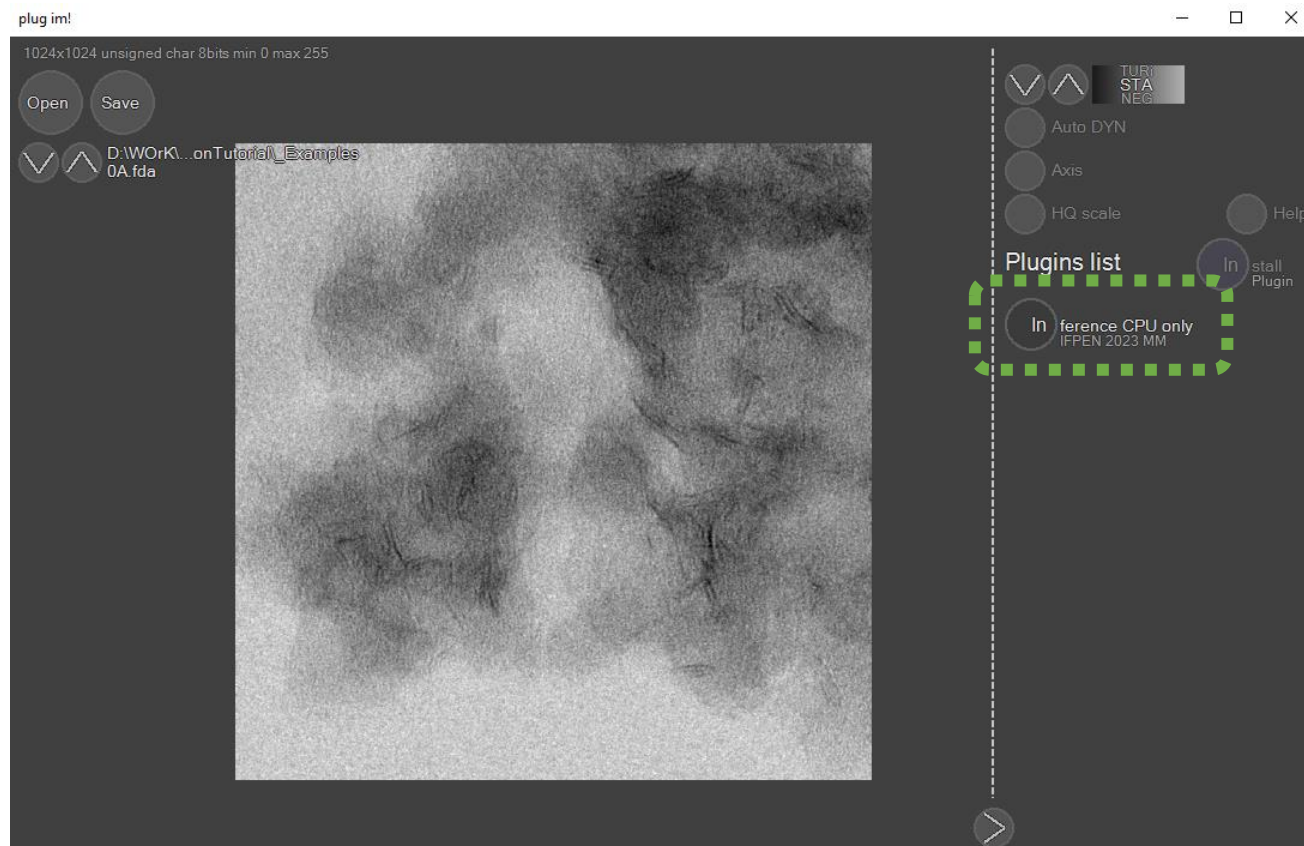 plug im!
1024x1024 unsigned char 8bits min 0 max 255
Open
Save
D:\WOrK\...onTutorial\_Examples
0A.fda
TURi
STA
NEG
Auto DYN
Axis
HQ scale
Help
Plugins list
In stall
Plugin
In ference CPU only
IFPEN 2023 MM